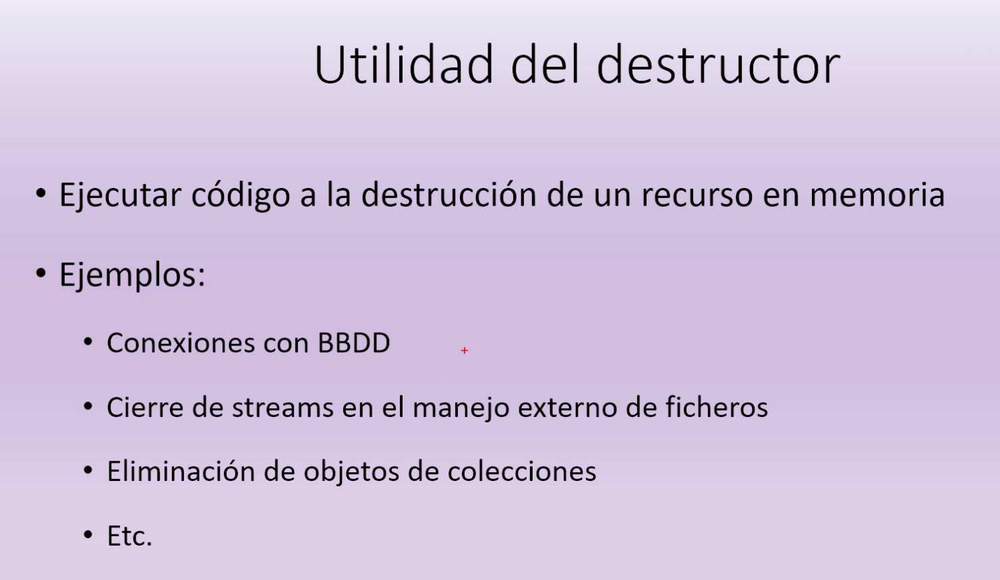 Utilidad del destructor
• Ejecutar código a la destrucción de un recurso en memoria
• Ejemplos:
• Conexiones con BBDD
• Cierre de streams en el manejo externo de ficheros
• Eliminación de objetos de colecciones
• Etc.